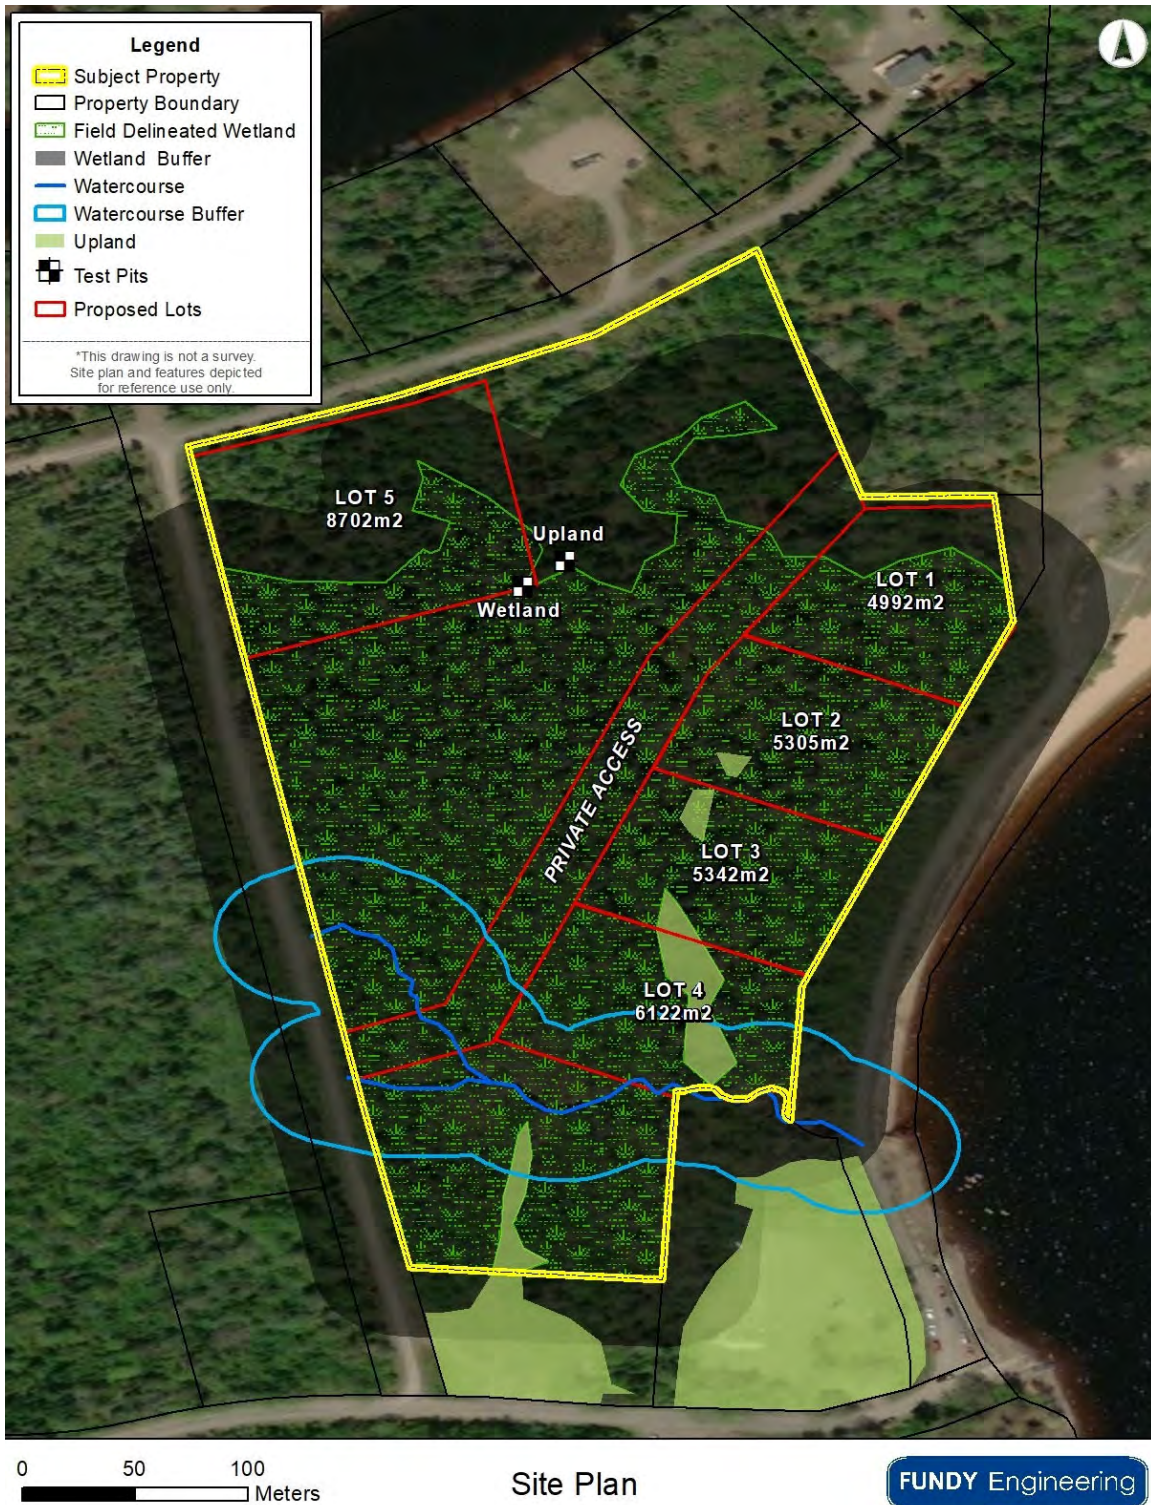 Legend
Subject Property
Property Boundary
Field Delineated Wetland
Wetland Buffer
Watercourse
Watercourse Buffer
Upland
Test Pits
Proposed Lots
*This drawing is not a survey.
Site plan and features depicted
for reference use only.
LOT 5
8702m2
Upland
Wetland
LOT 1
4992m2
LOT 2
5305m2
PRIVATE ACCESS
LOT 3
5342m2
LOT 4
6122m2
0 50 100
Meters
Site Plan
FUNDY Engineering